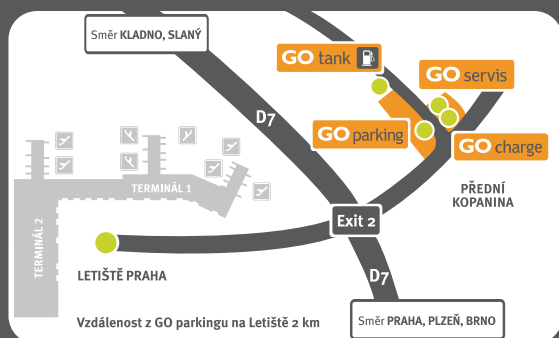 Směr KLADNO, SLANÝ
GO tank
GO servis
D7
GO parking
GO charge
TERMINÁL 1
PŘEDNÍ
KOPANINA
TERMINÁL 2
Exit 2
LETIŠTĚ PRAHA
D7
Vzdálenost z GO parkingu na Letiště 2 km
Směr PRAHA, PLZEŇ, BRNO